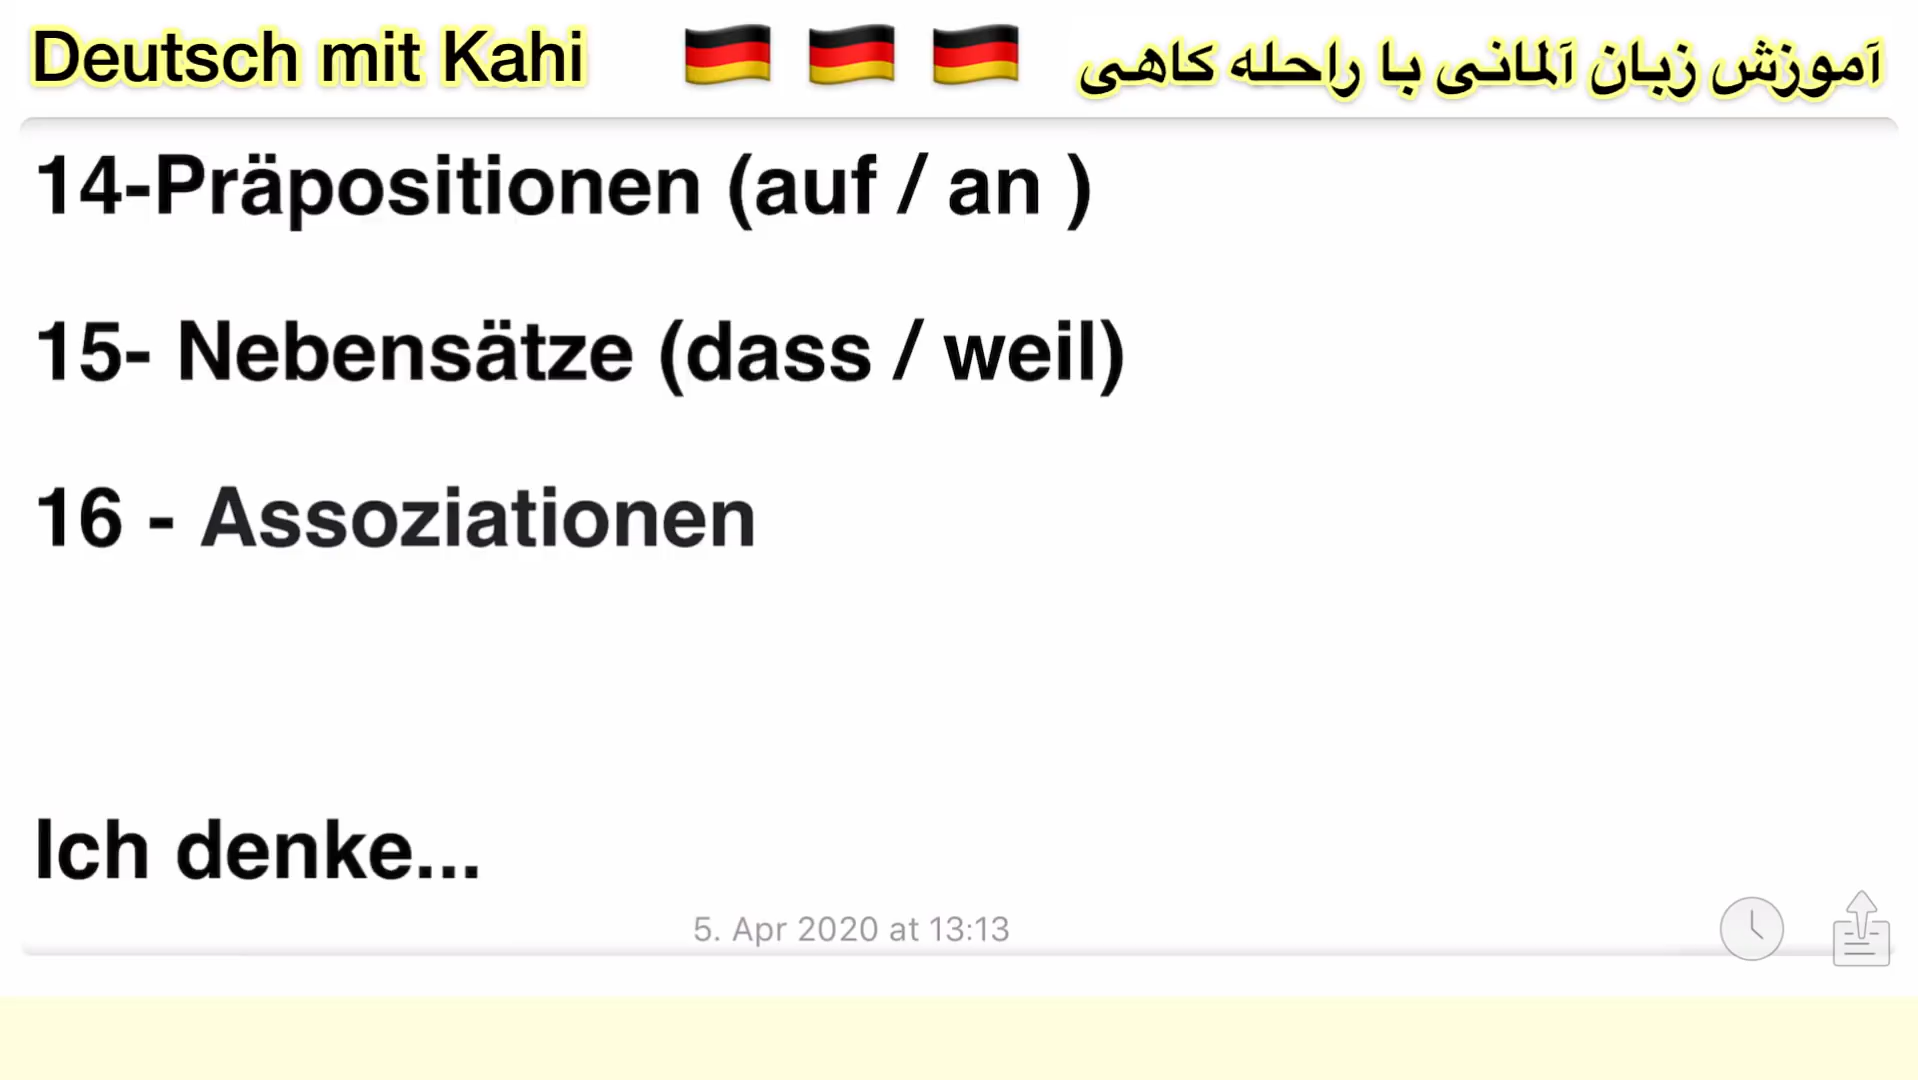 Deutsch mit Kahi 🇩🇪 🇩🇪 🇩🇪 آموزش زبان آلمانی با راحله کاهی
14-Präpositionen (auf / an )
15- Nebensätze (dass / weil)
16 - Assoziationen
Ich denke...
5. Apr 2020 at 13:13